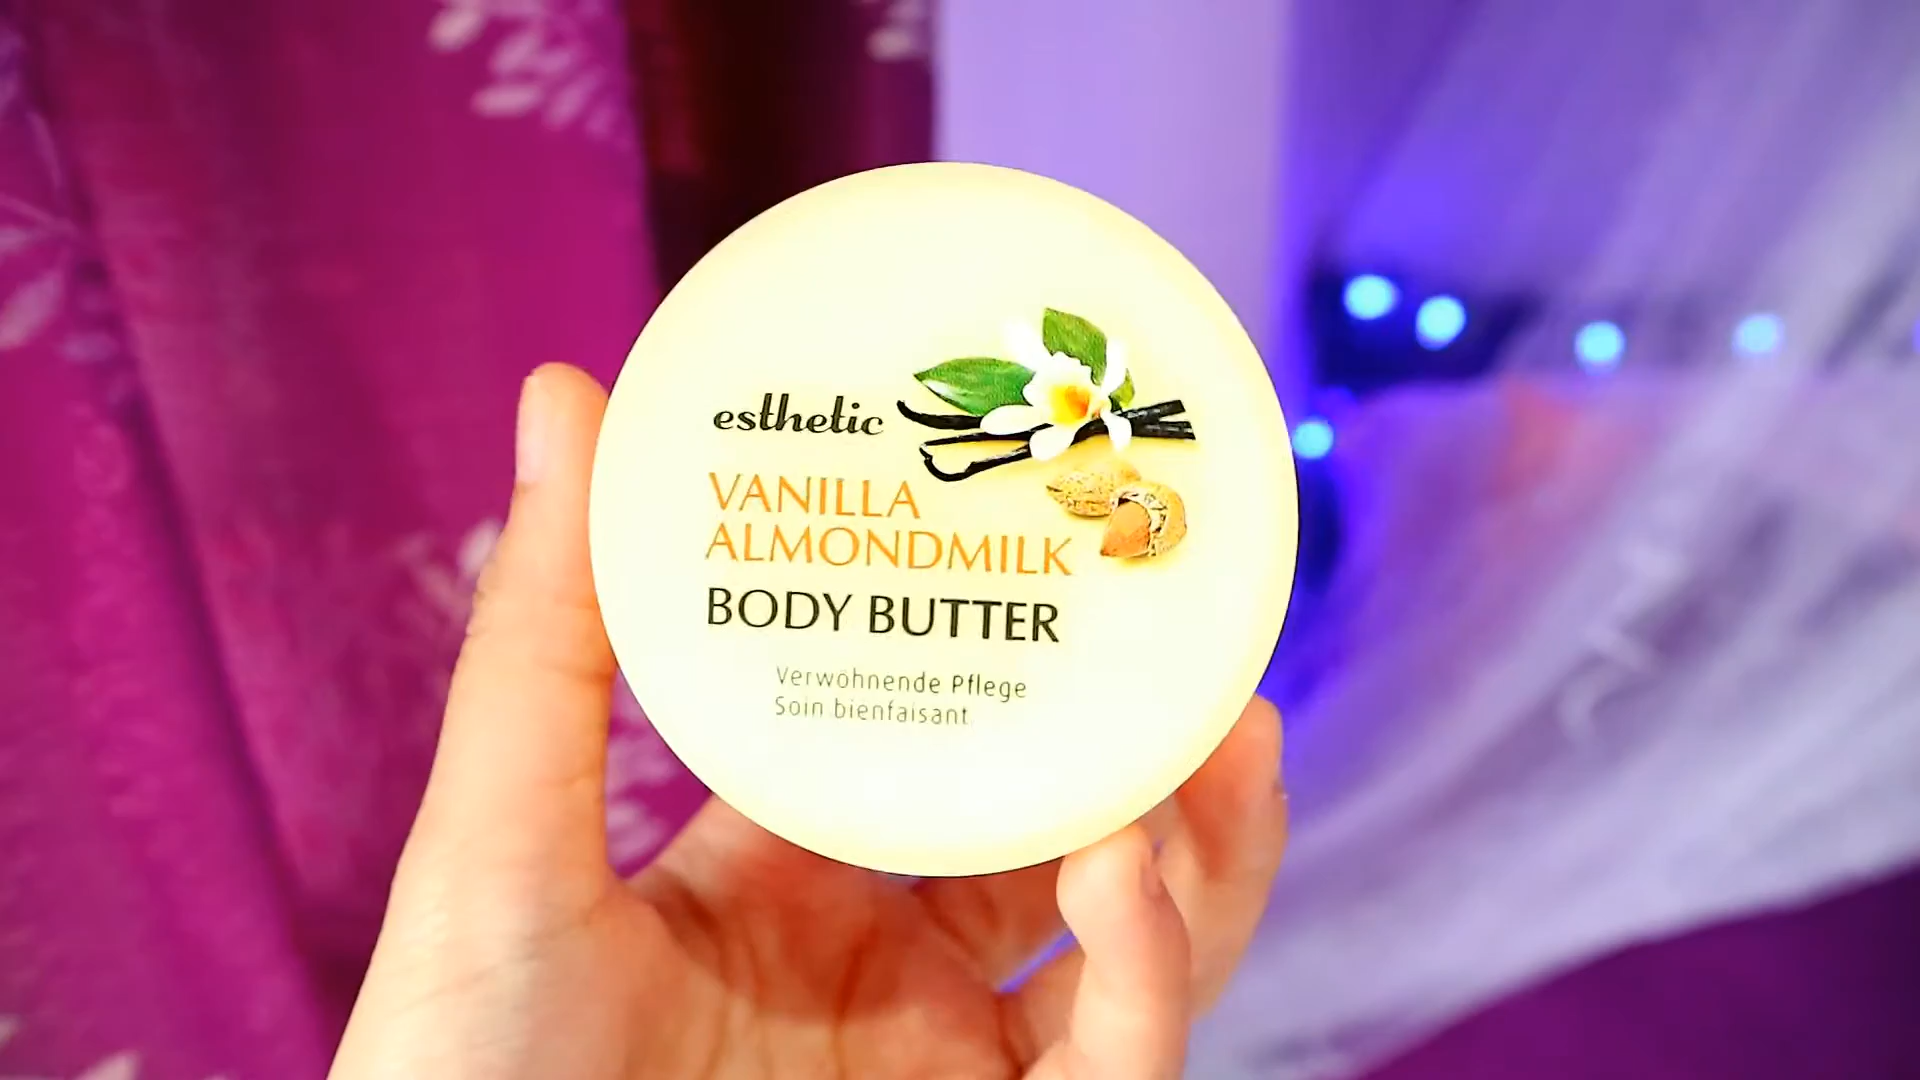 esthetic
VANILLA
ALMONDMILK
BODY BUTTER
Verwöhnende Pflege
Soin bienfaisant